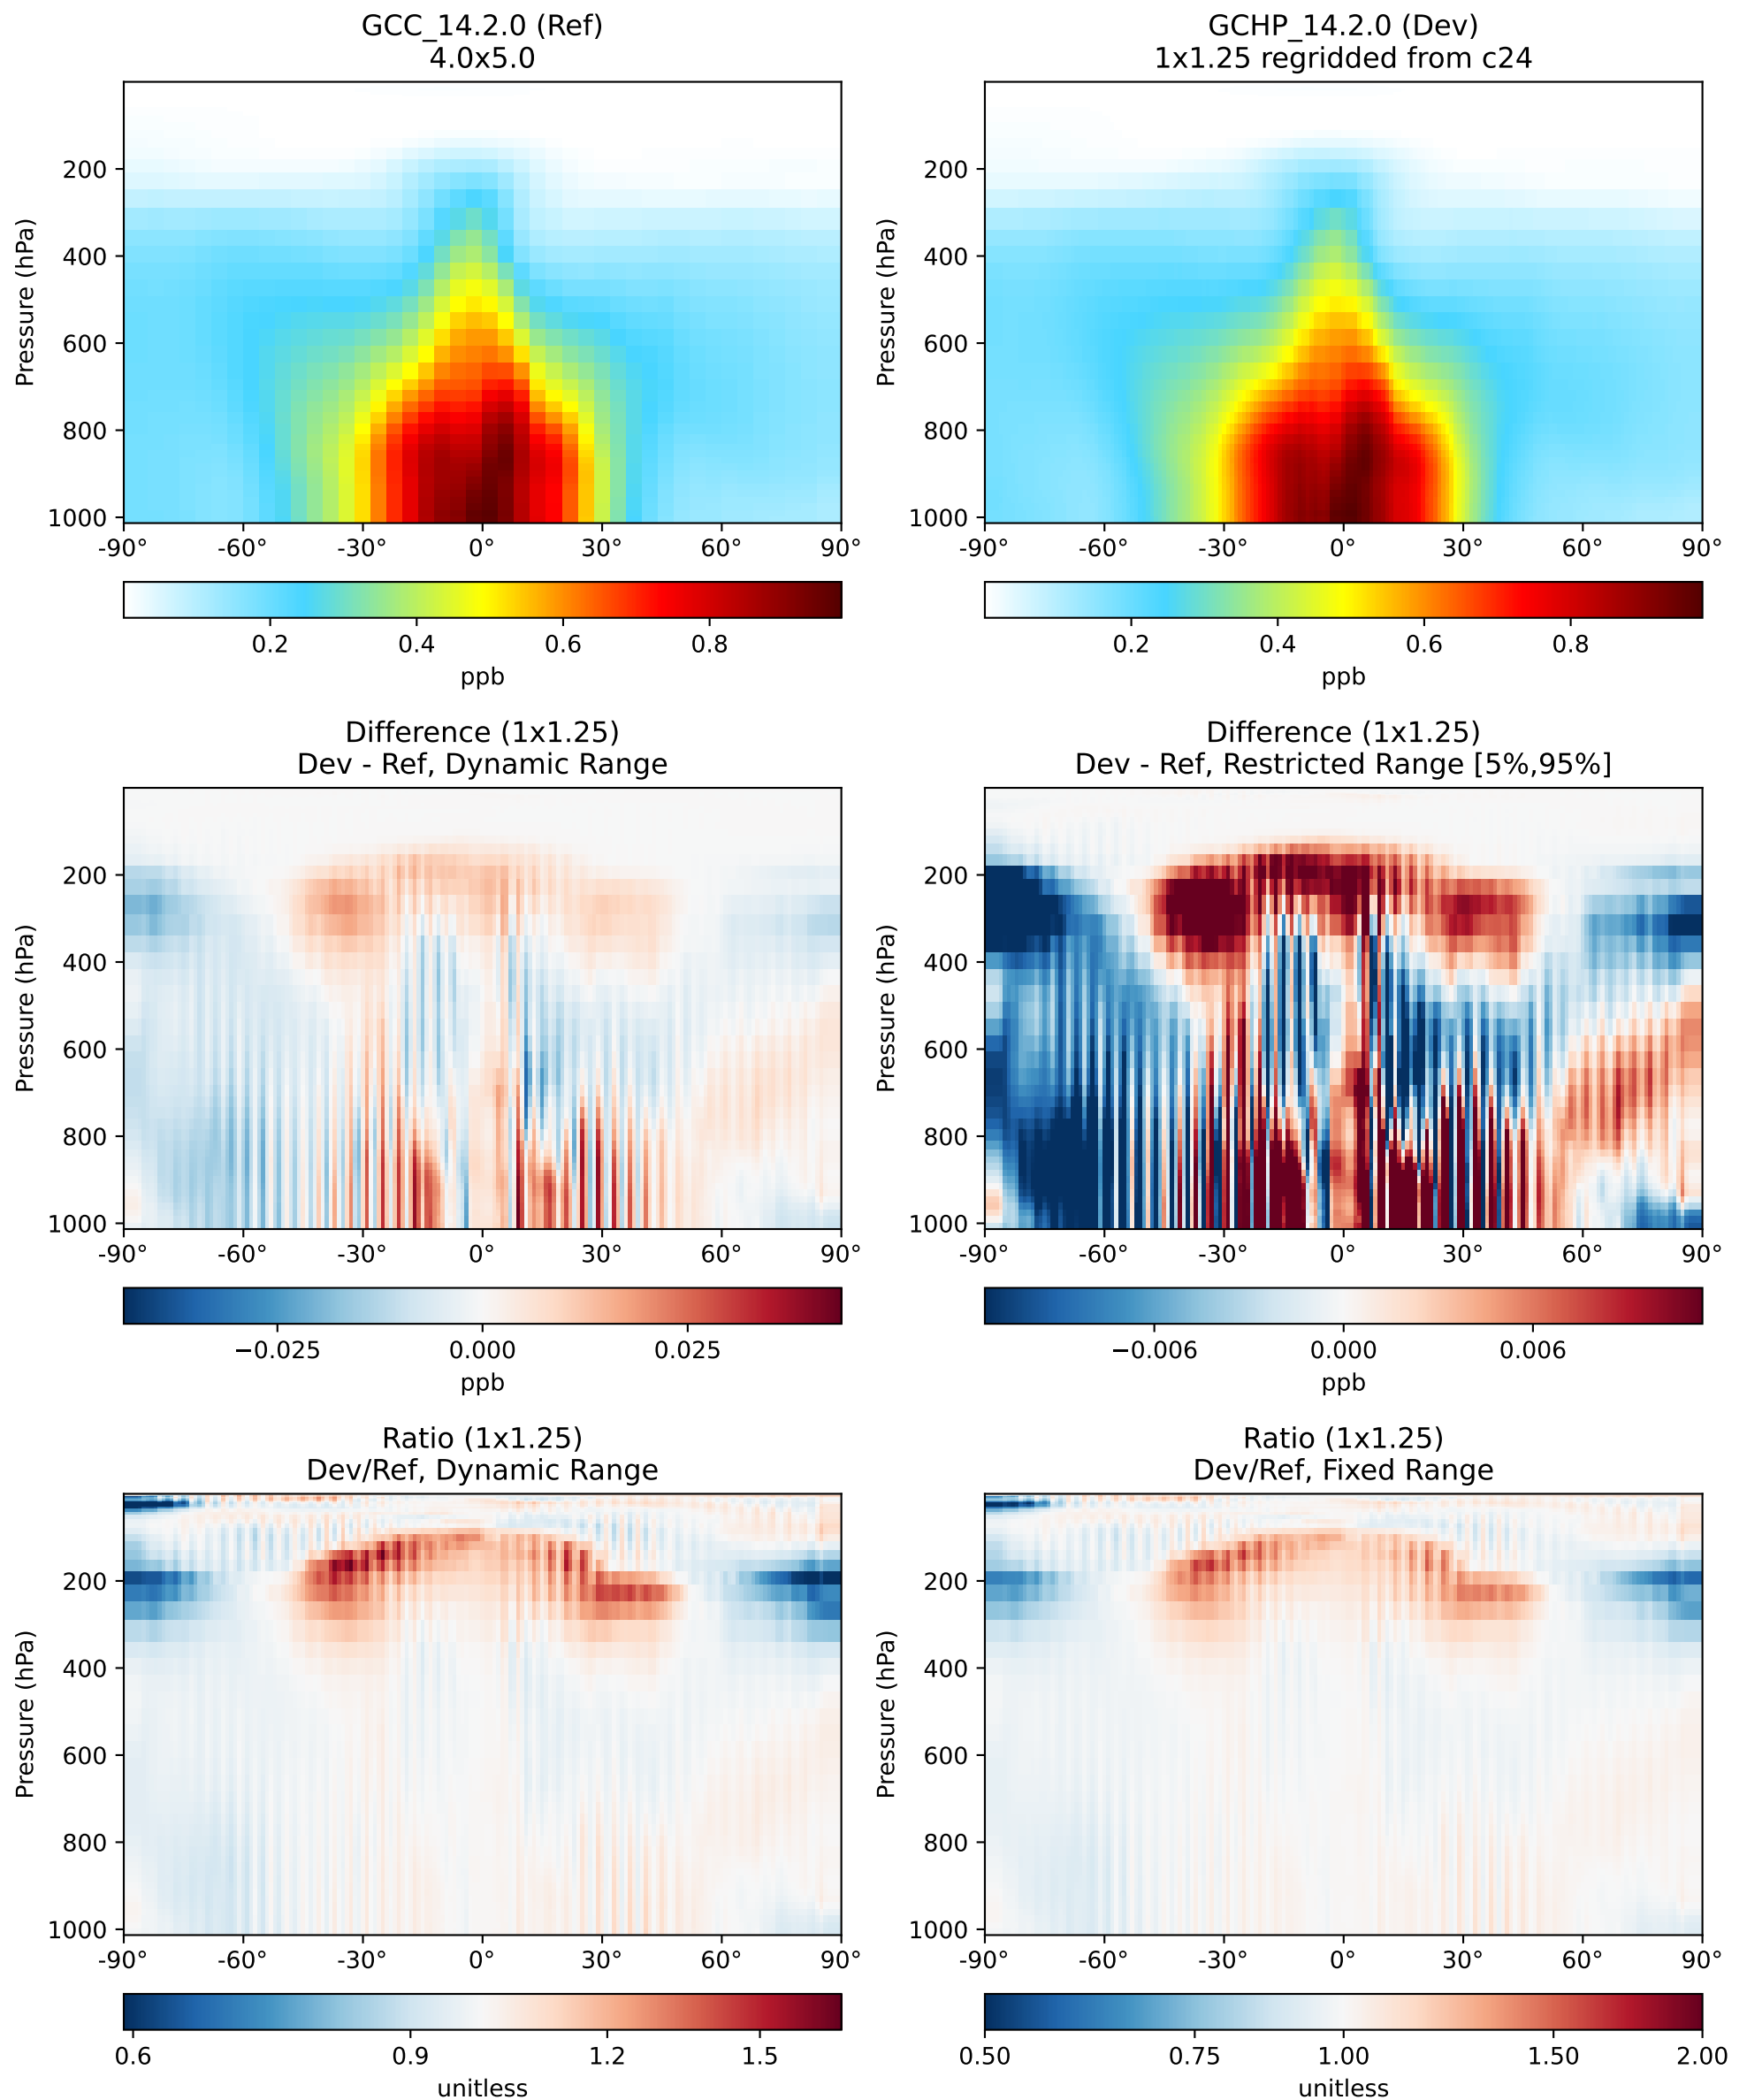 GCC_14.2.0 (Ref)
4.0x5.0
Pressure (hPa)
200
400
600
800
1000
-90° -60° -30° 0° 30° 60° 90°
0.2 0.4 0.6 0.8
ppb
GCHP_14.2.0 (Dev)
1x1.25 regridded from c24
Pressure (hPa)
200
400
600
800
1000
-90° -60° -30° 0° 30° 60° 90°
0.2 0.4 0.6 0.8
ppb
Difference (1x1.25)
Dev - Ref, Dynamic Range
Pressure (hPa)
200
400
600
800
1000
-90° -60° -30° 0° 30° 60° 90°
−0.025 0.000 0.025
ppb
Difference (1x1.25)
Dev - Ref, Restricted Range [5%,95%]
Pressure (hPa)
200
400
600
800
1000
-90° -60° -30° 0° 30° 60° 90°
−0.006 0.000 0.006
ppb
Ratio (1x1.25)
Dev/Ref, Dynamic Range
Pressure (hPa)
200
400
600
800
1000
-90° -60° -30° 0° 30° 60° 90°
0.6 0.9 1.2 1.5
unitless
Ratio (1x1.25)
Dev/Ref, Fixed Range
Pressure (hPa)
200
400
600
800
1000
-90° -60° -30° 0° 30° 60° 90°
0.50 0.75 1.00 1.50 2.00
unitless